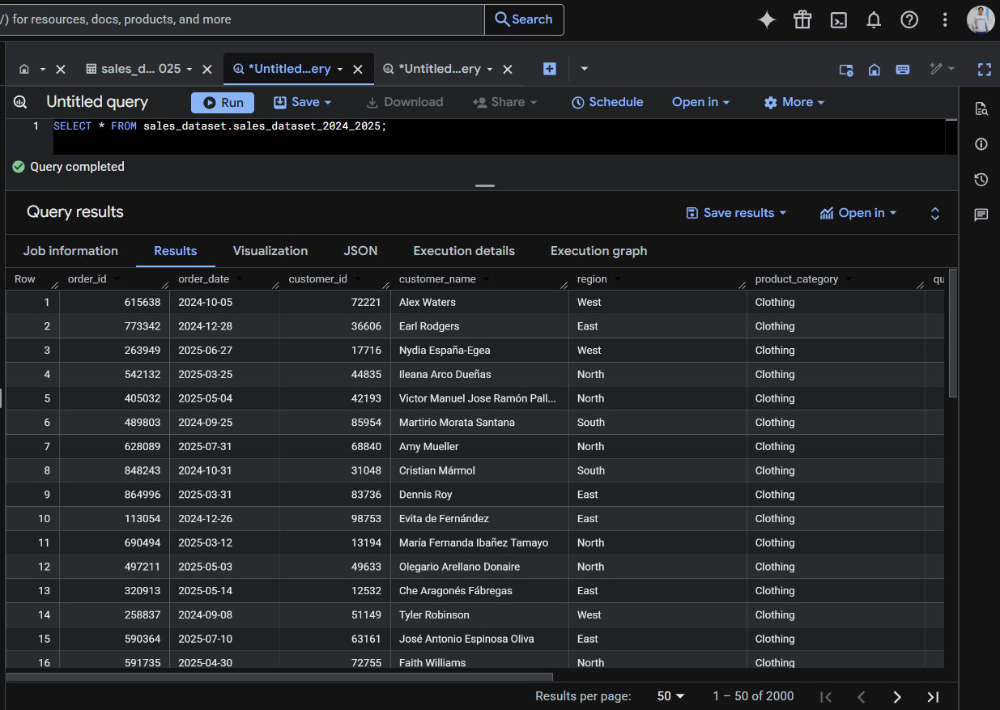 /) for resources, docs, products, and more Search
sales_d... 025 *Untitled...ery *Untitled...ery
Untitled query Run Save Download Share Schedule Open in More
1 SELECT * FROM sales_dataset.sales_dataset_2024_2025;
Query completed
Query results Save results Open in
Job information Results Visualization JSON Execution details Execution graph
Row order_id order_date customer_id customer_name region product_category qu
1 615638 2024-10-05 72221 Alex Waters West Clothing
2 773342 2024-12-28 36606 Earl Rodgers East Clothing
3 263949 2025-06-27 17716 Nydia España-Egea West Clothing
4 542132 2025-03-25 44835 Ileana Arco Dueñas North Clothing
5 405032 2025-05-04 42193 Victor Manuel Jose Ramón Pall... North Clothing
6 489803 2024-09-25 85954 Martirio Morata Santana South Clothing
7 628089 2025-07-31 68840 Amy Mueller North Clothing
8 848243 2024-10-31 31048 Cristian Mármol South Clothing
9 864996 2025-03-31 83736 Dennis Roy East Clothing
10 113054 2024-12-26 98753 Evita de Fernández East Clothing
11 690494 2025-03-12 13194 María Fernanda Ibañez Tamayo North Clothing
12 497211 2025-05-03 49633 Olegario Arellano Donaire North Clothing
13 320913 2025-05-14 12532 Che Aragonés Fábregas East Clothing
14 258837 2024-09-08 51149 Tyler Robinson West Clothing
15 590364 2025-07-10 63161 José Antonio Espinosa Oliva East Clothing
16 591735 2025-04-30 72755 Faith Williams North Clothing
Results per page: 50 1 – 50 of 2000